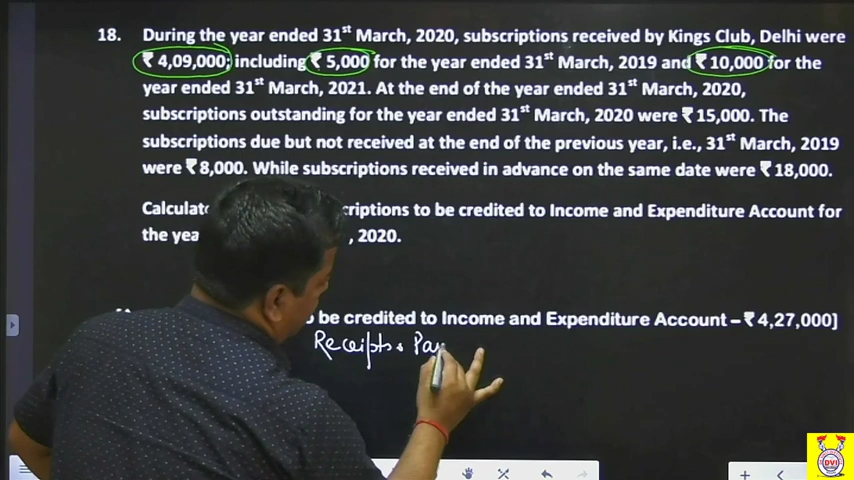 18. During the year ended 31st March, 2020, subscriptions received by Kings Club, Delhi were
₹ 4,09,000; including ₹ 5,000 for the year ended 31st March, 2019 and ₹ 10,000 for the
year ended 31st March, 2021. At the end of the year ended 31st March, 2020,
subscriptions outstanding for the year ended 31st March, 2020 were ₹ 15,000. The
subscriptions due but not received at the end of the previous year, i.e., 31st March, 2019
were ₹ 8,000. While subscriptions received in advance on the same date were ₹ 18,000.
Calculate criptions to be credited to Income and Expenditure Account for
the yea , 2020.
be credited to Income and Expenditure Account – ₹ 4,27,000]
Receipts & Pay
DVI